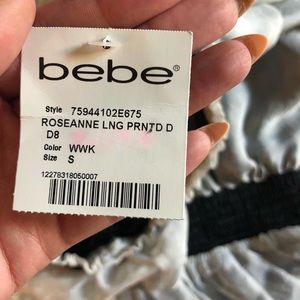 bebe®
Style 75944102E675
ROSEANNE LNG PRNTD D
D8
Color WWK
Size S
12278318050007